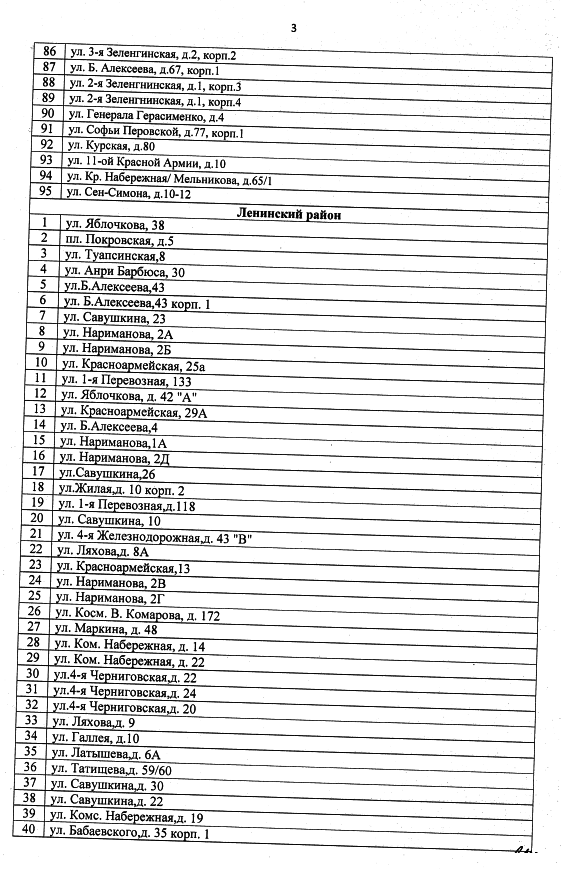 3
86 ул. 3-я Зеленгинская, д.2, корп.2
87 ул. Б. Алексеева, д.67, корп.1
88 ул. 2-я Зеленгнинская, д.1, корп.3
89 ул. 2-я Зеленгнинская, д.1, корп.4
90 ул. Генерала Герасименко, д.4
91 ул. Софьи Перовской, д.77, корп.1
92 ул. Курская, д.80
93 ул. 11-ой Красной Армии, д.10
94 ул. Кр. Набережная/ Мельникова, д.65/1
95 ул. Сен-Симона, д.10-12
Ленинский район
1 ул. Яблочкова, 38
2 пл. Покровская, д.5
3 ул. Туапсинская,8
4 ул. Анри Барбюса, 30
5 ул.Б.Алексеева,43
6 ул. Б.Алексеева,43 корп. 1
7 ул. Савушкина, 23
8 ул. Нариманова, 2А
9 ул. Нариманова, 2Б
10 ул. Красноармейская, 25а
11 ул. 1-я Перевозная, 133
12 ул. Яблочкова, д. 42 "А"
13 ул. Красноармейская, 29А
14 ул. Б.Алексеева,4
15 ул. Нариманова,1А
16 ул. Нариманова, 2Д
17 ул.Савушкина,26
18 ул.Жилая,д. 10 корп. 2
19 ул. 1-я Перевозная,д.118
20 ул. Савушкина, 10
21 ул. 4-я Железнодорожная,д. 43 "В"
22 ул. Ляхова,д. 8А
23 ул. Красноармейская,13
24 ул. Нариманова, 2В
25 ул. Нариманова, 2Г
26 ул. Косм. В. Комарова, д. 172
27 ул. Маркина, д. 48
28 ул. Ком. Набережная, д. 14
29 ул. Ком. Набережная, д. 22
30 ул.4-я Черниговская,д. 22
31 ул.4-я Черниговская,д. 24
32 ул.4-я Черниговская,д. 20
33 ул. Ляхова,д. 9
34 ул. Галлея, д.10
35 ул. Латышева,д. 6А
36 ул. Татищева,д. 59/60
37 ул. Савушкина,д. 30
38 ул. Савушкина,д. 22
39 ул. Комс. Набережная,д. 19
40 ул. Бабаевского,д. 35 корп. 1